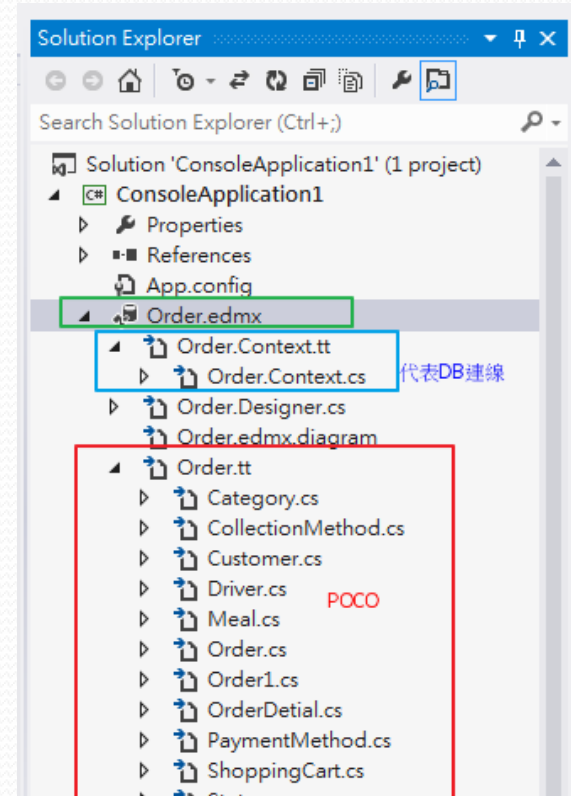 Solution Explorer
Search Solution Explorer (Ctrl+;)
Solution 'ConsoleApplication1' (1 project)
C# ConsoleApplication1
Properties
References
App.config
Order.edmx
Order.Context.tt
Order.Context.cs 代表DB連線
Order.Designer.cs
Order.edmx.diagram
Order.tt
Category.cs
CollectionMethod.cs
Customer.cs
Driver.cs
POCO
Meal.cs
Order.cs
Order1.cs
OrderDetial.cs
PaymentMethod.cs
ShoppingCart.cs